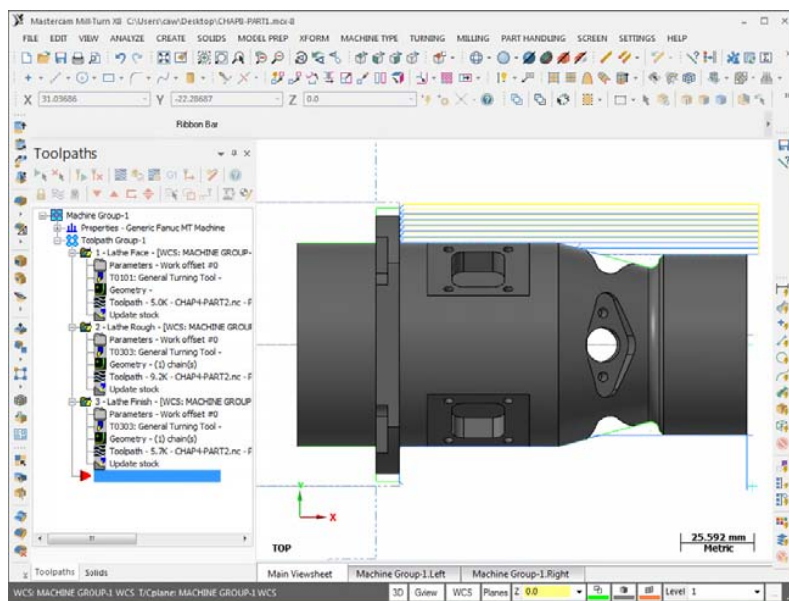 Mastercam Mill-Turn X8 C:\Users\caw\Desktop\CHAP8-PART1.mcx-8
FILE EDIT VIEW ANALYZE CREATE SOLIDS MODEL PREP XFORM MACHINE TYPE TURNING MILLING PART HANDLING SCREEN SETTINGS HELP
X 31.03686 Y -22.28687 Z 0.0
Ribbon Bar
Toolpaths
Machine Group-1
Properties - Generic Fanuc MT Machine
Toolpath Group-1
1 - Lathe Face - [WCS: MACHINE GROUP-
Parameters - Work offset #0
T0101: General Turning Tool -
Geometry -
Toolpath - 5.0K - CHAP4-PART2.nc - P
Update stock
2 - Lathe Rough - [WCS: MACHINE GROUP
Parameters - Work offset #0
T0303: General Turning Tool -
Geometry - (1) chain(s)
Toolpath - 9.2K - CHAP4-PART2.nc - P
Update stock
3 - Lathe Finish - [WCS: MACHINE GROUP
Parameters - Work offset #0
T0303: General Turning Tool -
Geometry - (1) chain(s)
Toolpath - 5.7K - CHAP4-PART2.nc - P
Update stock
Y
X
TOP
25.592 mm
Metric
Toolpaths Solids
Main Viewsheet Machine Group-1.Left Machine Group-1.Right
WCS: MACHINE GROUP-1 WCS T/Cplane: MACHINE GROUP-1 WCS
3D Gview WCS Planes Z 0.0 Level 1